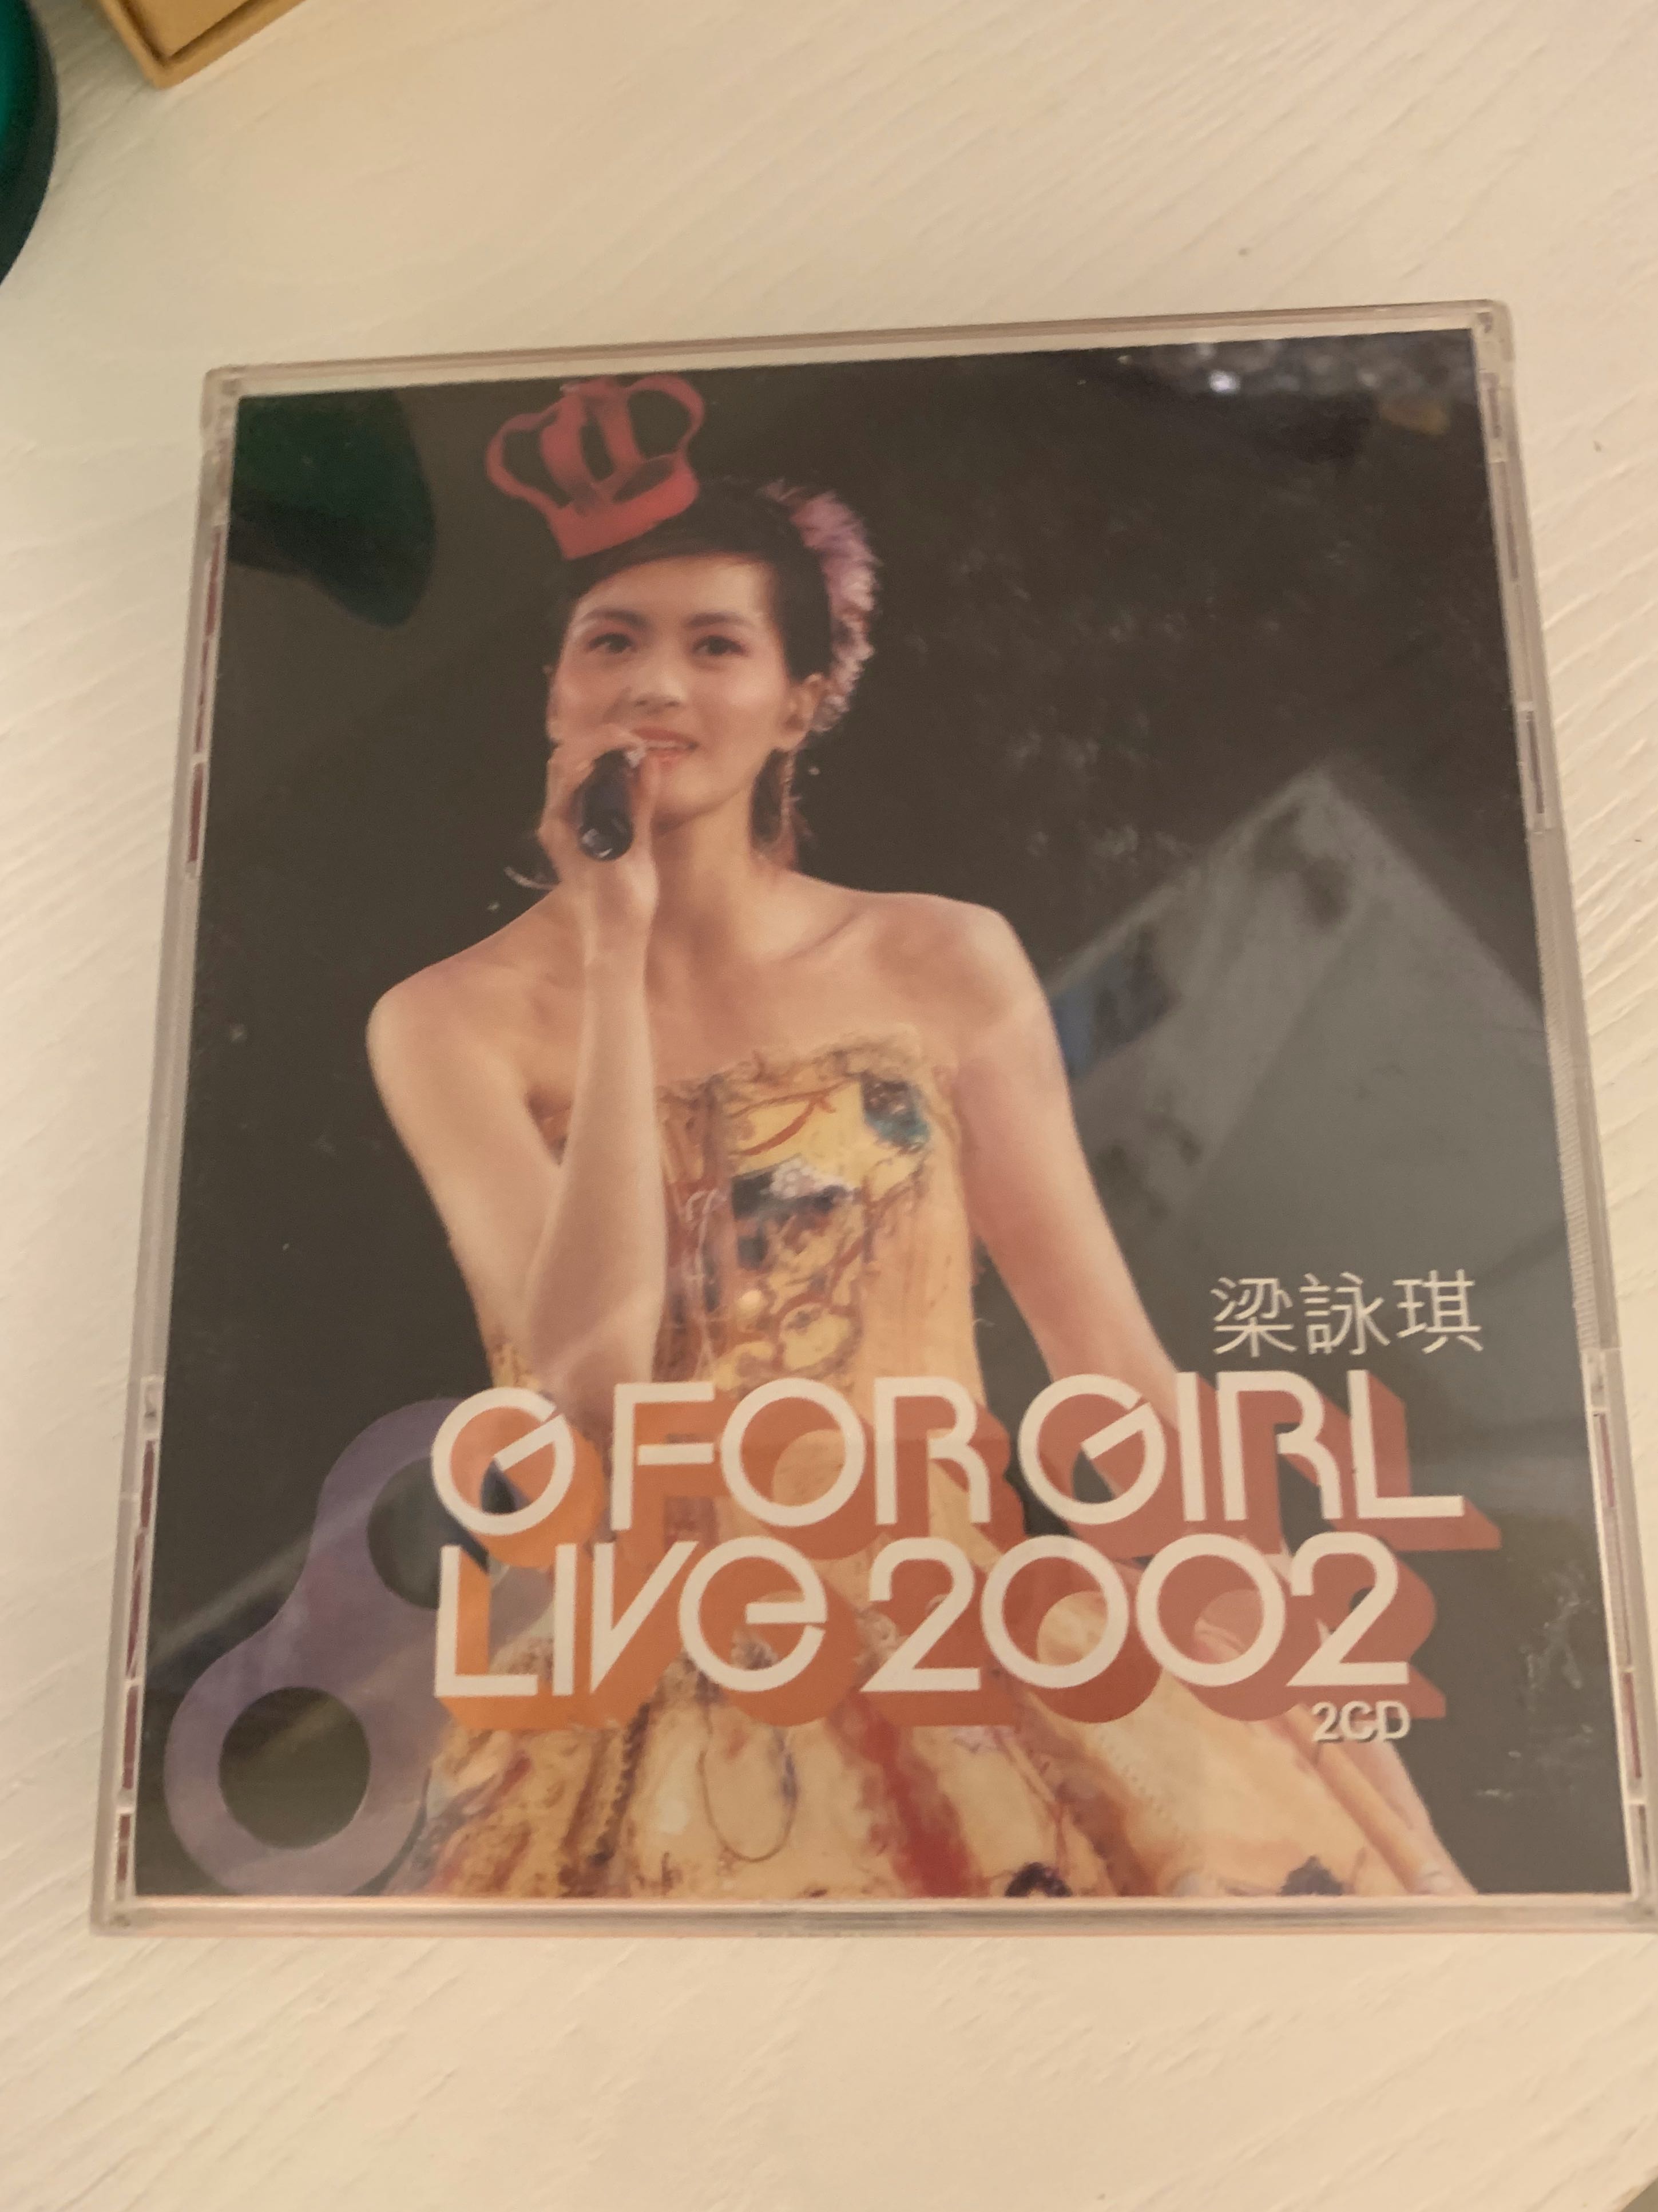 梁詠琪
G FOR GIRL
LIVE 2002
2CD